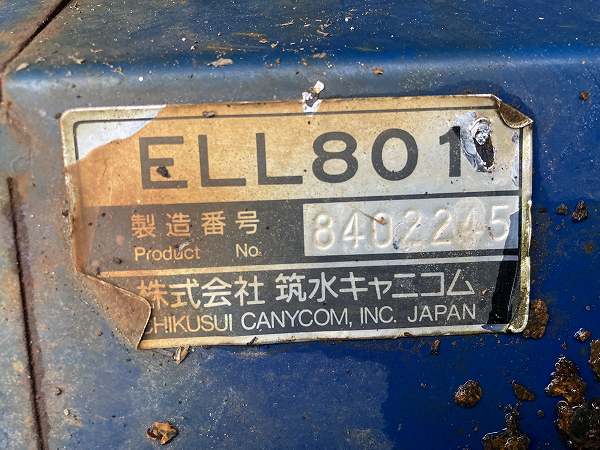 ELL801
製造番号
Product No. 8402245
株式会社 筑水キャニコム
HIKUSUI CANYCOM, INC. JAPAN